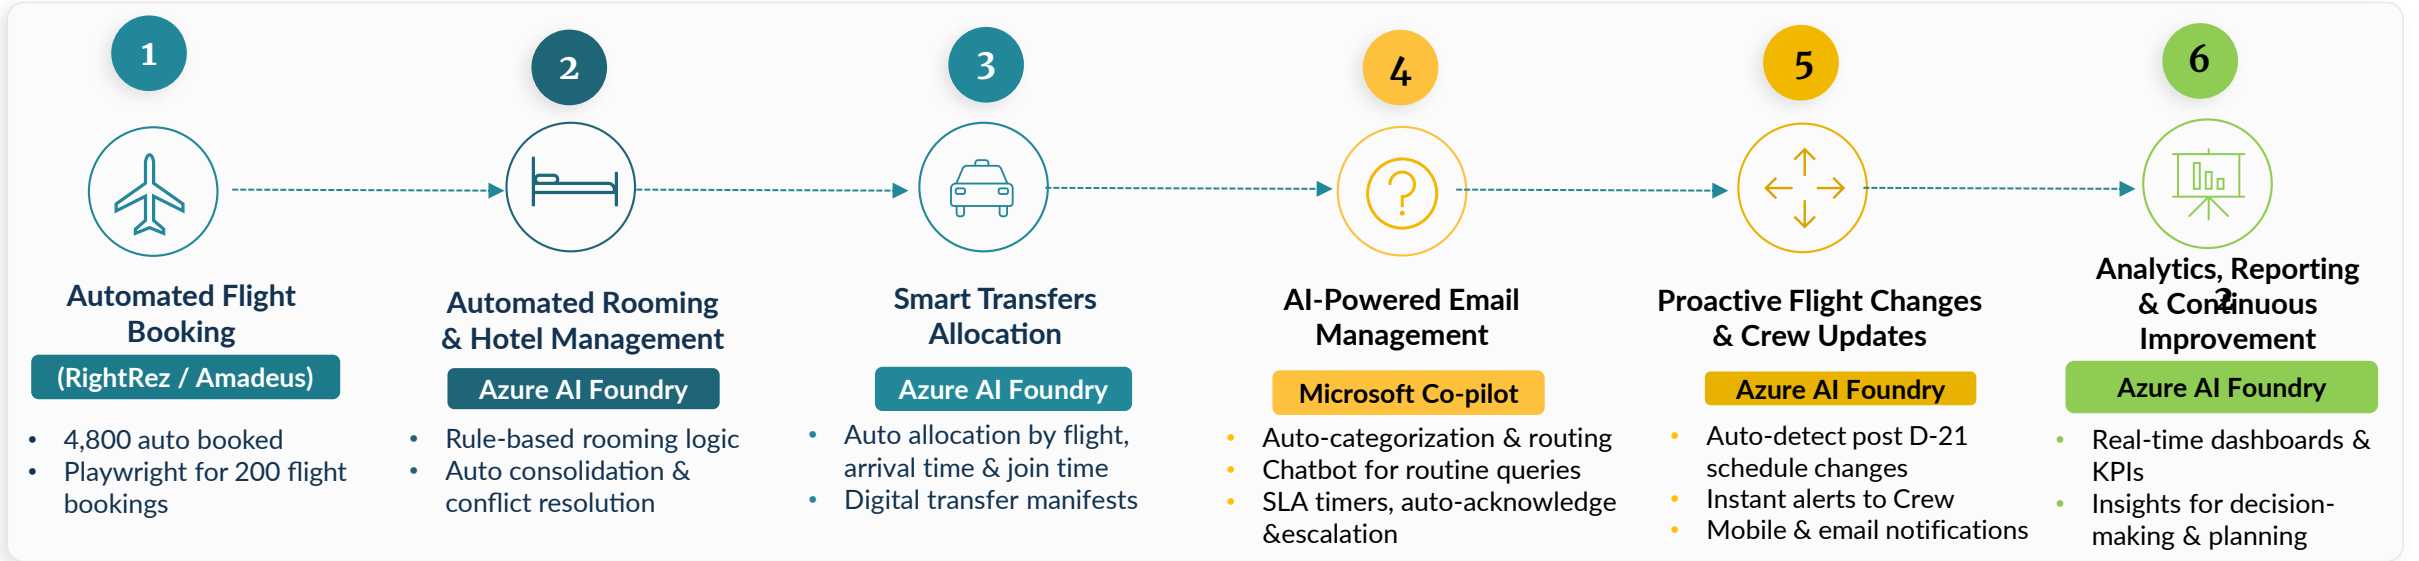 1
Automated Flight
Booking
(RightRez / Amadeus)
• 4,800 auto booked
• Playwright for 200 flight
bookings
2
Automated Rooming
& Hotel Management
Azure AI Foundry
• Rule-based rooming logic
• Auto consolidation &
conflict resolution
3
Smart Transfers
Allocation
Azure AI Foundry
• Auto allocation by flight,
arrival time & join time
• Digital transfer manifests
4
?
AI-Powered Email
Management
Microsoft Co-pilot
• Auto-categorization & routing
• Chatbot for routine queries
• SLA timers, auto-acknowledge
&escalation
5
Proactive Flight Changes
& Crew Updates
Azure AI Foundry
• Auto-detect post D-21
schedule changes
• Instant alerts to Crew
• Mobile & email notifications
6
Analytics, Reporting
2
& Continuous
Improvement
Azure AI Foundry
• Real-time dashboards &
KPIs
• Insights for decision-
making & planning